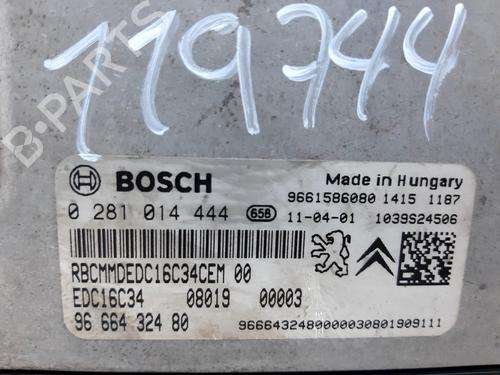 119744
B-PARTS
BOSCH
Made in Hungary
9661586080 1415 1187
0 281 014 444 658
11-04-01 1039S24506
RBCMMDEDC16C34CEM 00
EDC16C34 08019 00003
96 664 324 80
96664324800000030801909111